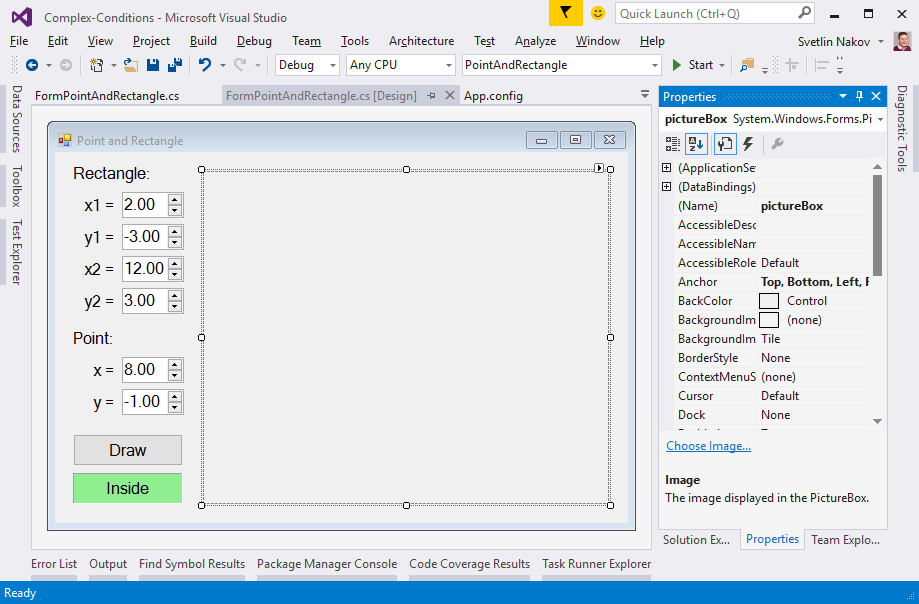 Complex-Conditions - Microsoft Visual Studio
Quick Launch (Ctrl+Q)
File Edit View Project Build Debug Team Tools Architecture Test Analyze Window Help Svetlin Nakov
Debug Any CPU PointAndRectangle Start
Data Sources
Toolbox
Test Explorer
FormPointAndRectangle.cs FormPointAndRectangle.cs [Design] App.config
Point and Rectangle
Rectangle:
x1 = 2.00
y1 = -3.00
x2 = 12.00
y2 = 3.00
Point:
x = 8.00
y = -1.00
Draw
Inside
Properties
pictureBox System.Windows.Forms.Pi
(ApplicationSe
(DataBindings)
(Name) pictureBox
AccessibleDesc
AccessibleNam
AccessibleRole Default
Anchor Top, Bottom, Left, R
BackColor Control
BackgroundIm (none)
BackgroundIm Tile
BorderStyle None
ContextMenuS (none)
Cursor Default
Dock None
Choose Image...
Image
The image displayed in the PictureBox.
Solution Ex... Properties Team Explo...
Diagnostic Tools
Error List Output Find Symbol Results Package Manager Console Code Coverage Results Task Runner Explorer
Ready